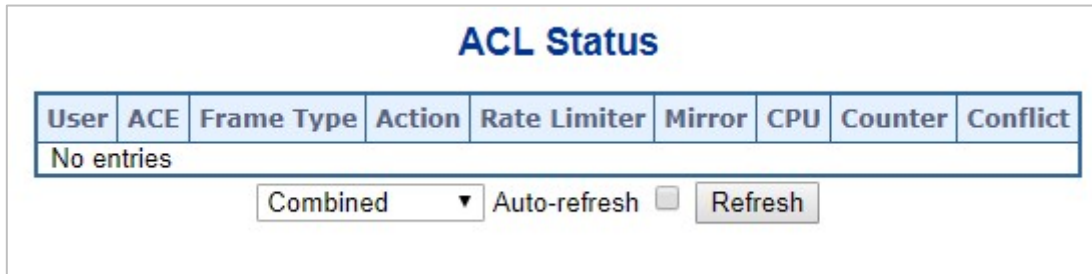 ACL Status
User ACE Frame Type Action Rate Limiter Mirror CPU Counter Conflict
No entries
Combined Auto-refresh Refresh